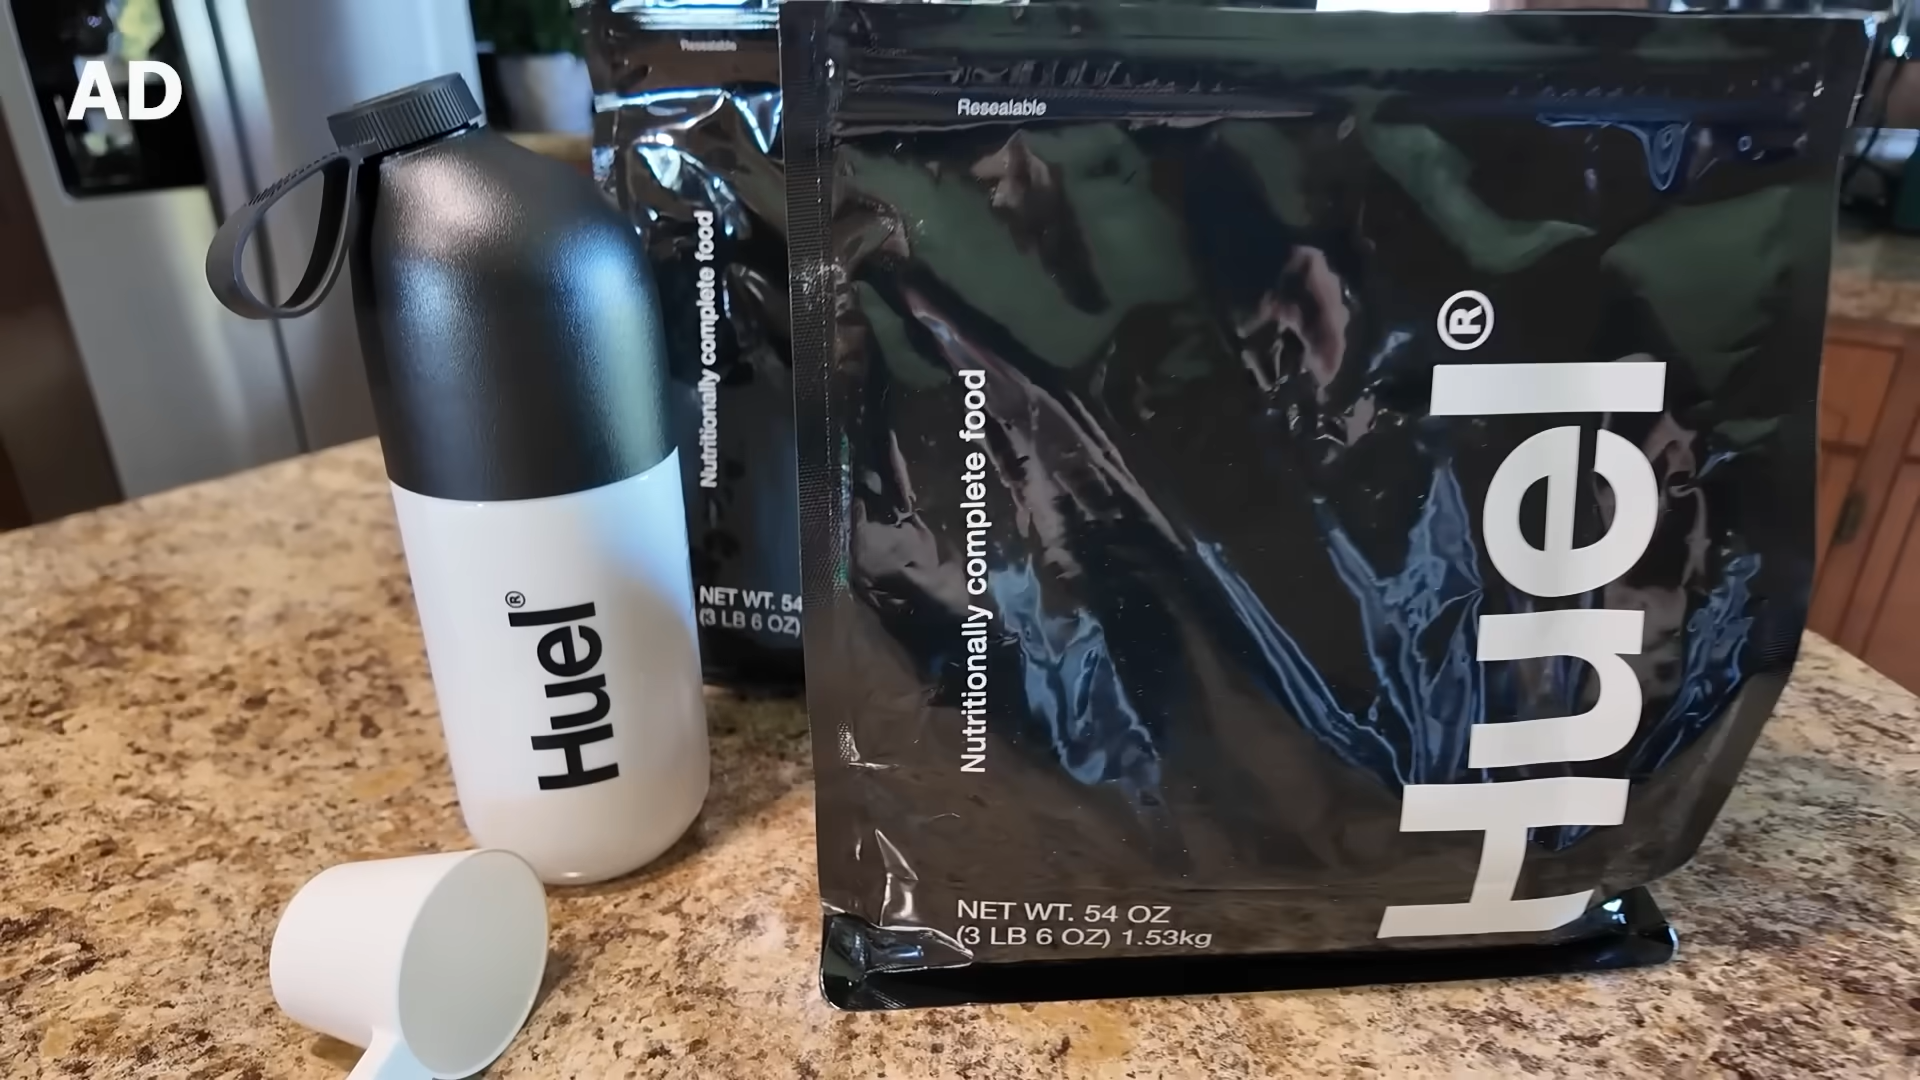 AD
Resealable
Nutritionally complete food
NET WT. 54
(3 LB 6 OZ)
Huel®
Resealable
Nutritionally complete food
Huel®
NET WT. 54 OZ
(3 LB 6 OZ) 1.53kg